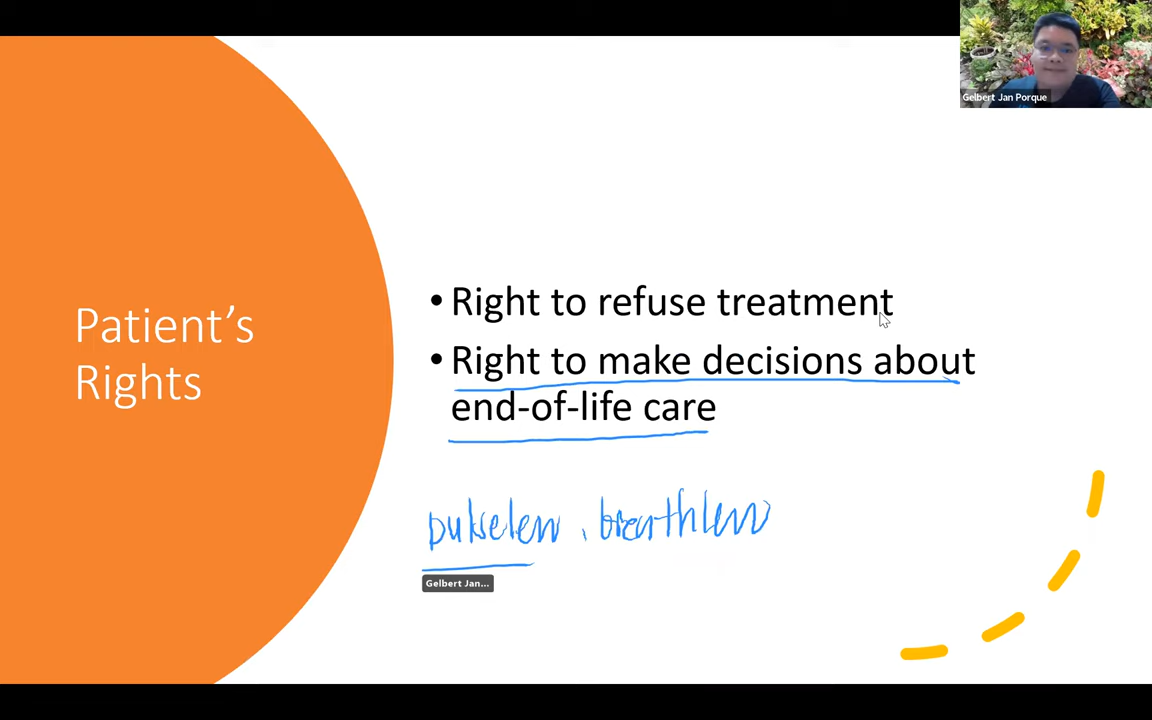 Gelbert Jan Porque
Patient’s
Rights
• Right to refuse treatment
• Right to make decisions about
end-of-life care
pulseless, breathless
Gelbert Jan...